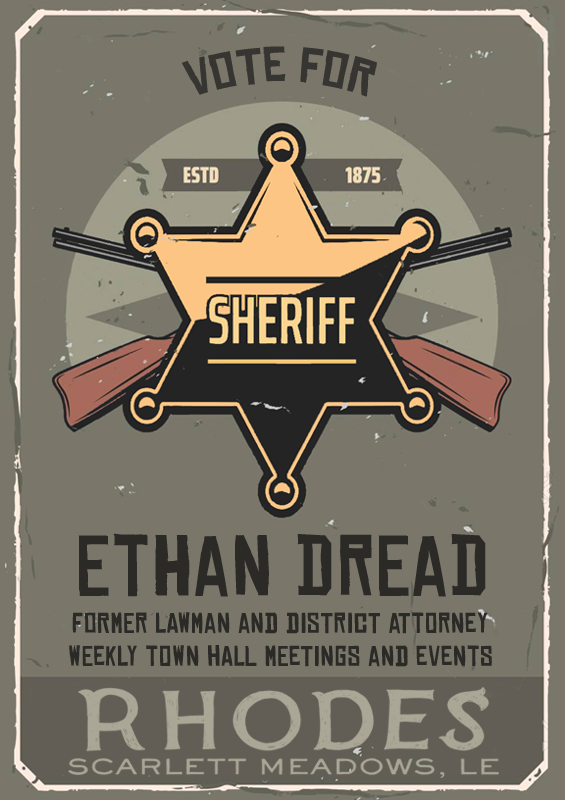 VOTE FOR
ESTD 1875
SHERIFF
ETHAN DREAD
FORMER LAWMAN AND DISTRICT ATTORNEY
WEEKLY TOWN HALL MEETINGS AND EVENTS
RHODES
SCARLETT MEADOWS, LE